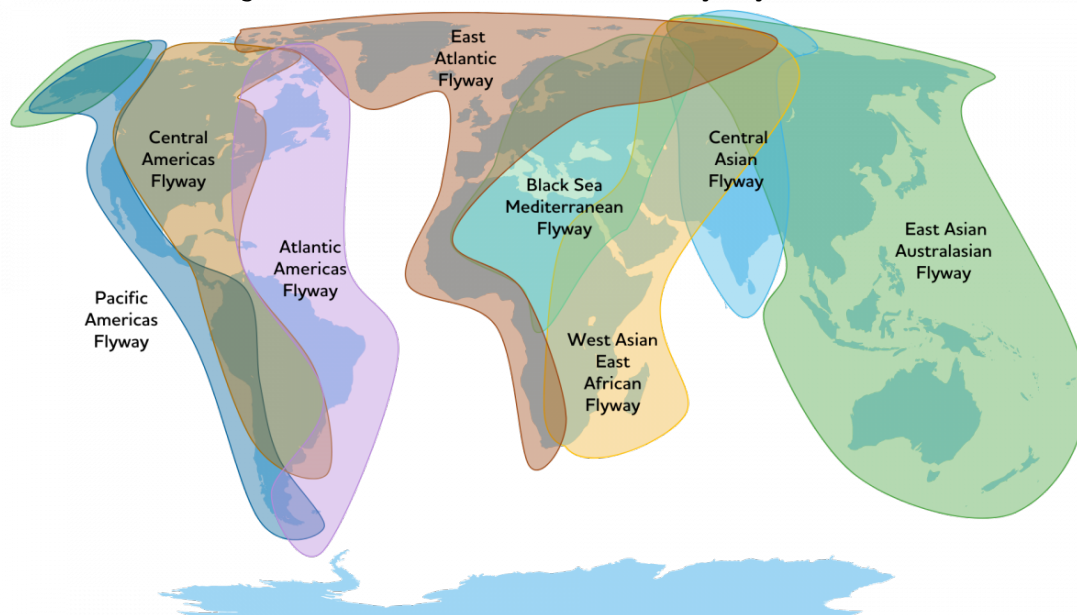 East
Atlantic
Flyway
Central
Americas
Flyway
Central
Asian
Flyway
Black Sea
Mediterranean
Flyway
East Asian
Australasian
Flyway
Atlantic
Americas
Flyway
Pacific
Americas
Flyway
West Asian
East
African
Flyway